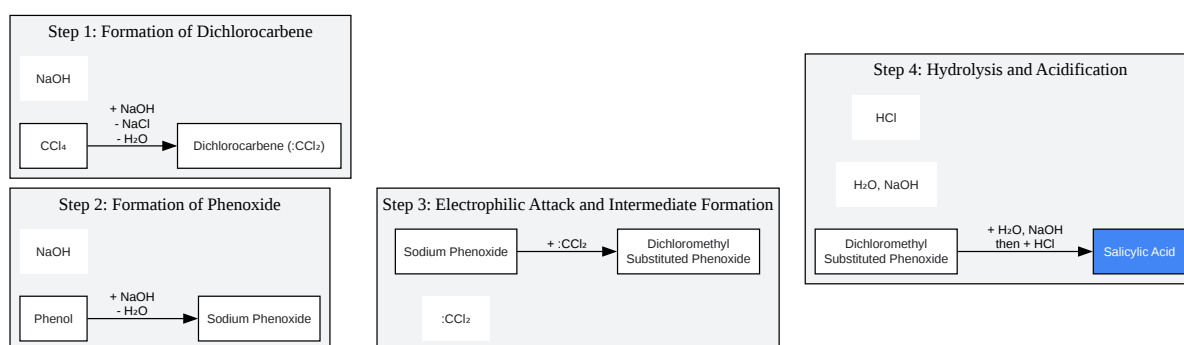 Step 1: Formation of Dichlorocarbene
NaOH
+ NaOH
- NaCl
- H₂O
CCl₄
Dichlorocarbene (:CCl₂)
Step 2: Formation of Phenoxide
NaOH
+ NaOH
- H₂O
Phenol
Sodium Phenoxide
Step 3: Electrophilic Attack and Intermediate Formation
Sodium Phenoxide
+ :CCl₂
Dichloromethyl
Substituted Phenoxide
:CCl₂
Step 4: Hydrolysis and Acidification
HCl
H₂O, NaOH
Dichloromethyl
Substituted Phenoxide
+ H₂O, NaOH
then + HCl
Salicylic Acid